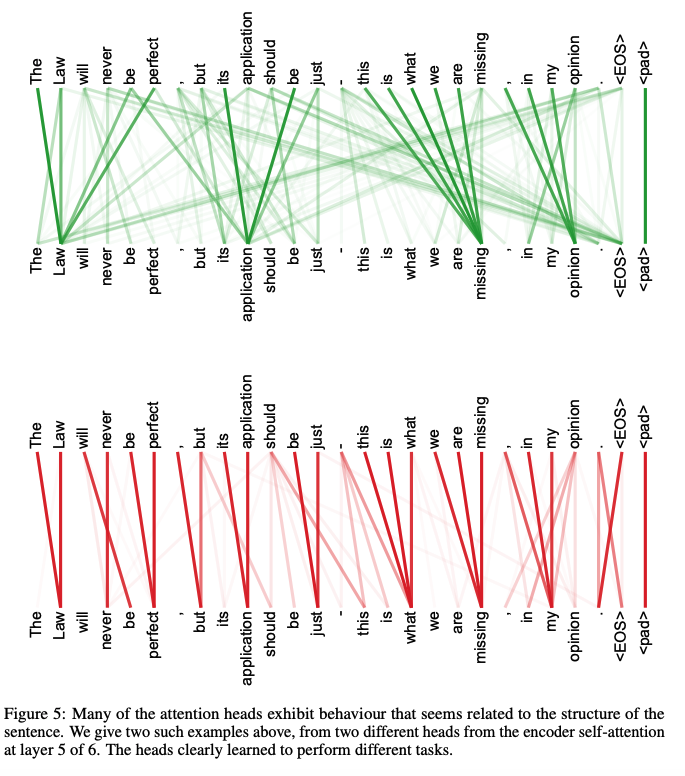 The Law will never be perfect , but its application should be just - this is what we are missing , in my opinion . <EOS> <pad>
The Law will never be perfect , but its application should be just - this is what we are missing , in my opinion . <EOS> <pad>
The Law will never be perfect , but its application should be just - this is what we are missing , in my opinion . <EOS> <pad>
The Law will never be perfect , but its application should be just - this is what we are missing , in my opinion . <EOS> <pad>
Figure 5: Many of the attention heads exhibit behaviour that seems related to the structure of the
sentence. We give two such examples above, from two different heads from the encoder self-attention
at layer 5 of 6. The heads clearly learned to perform different tasks.